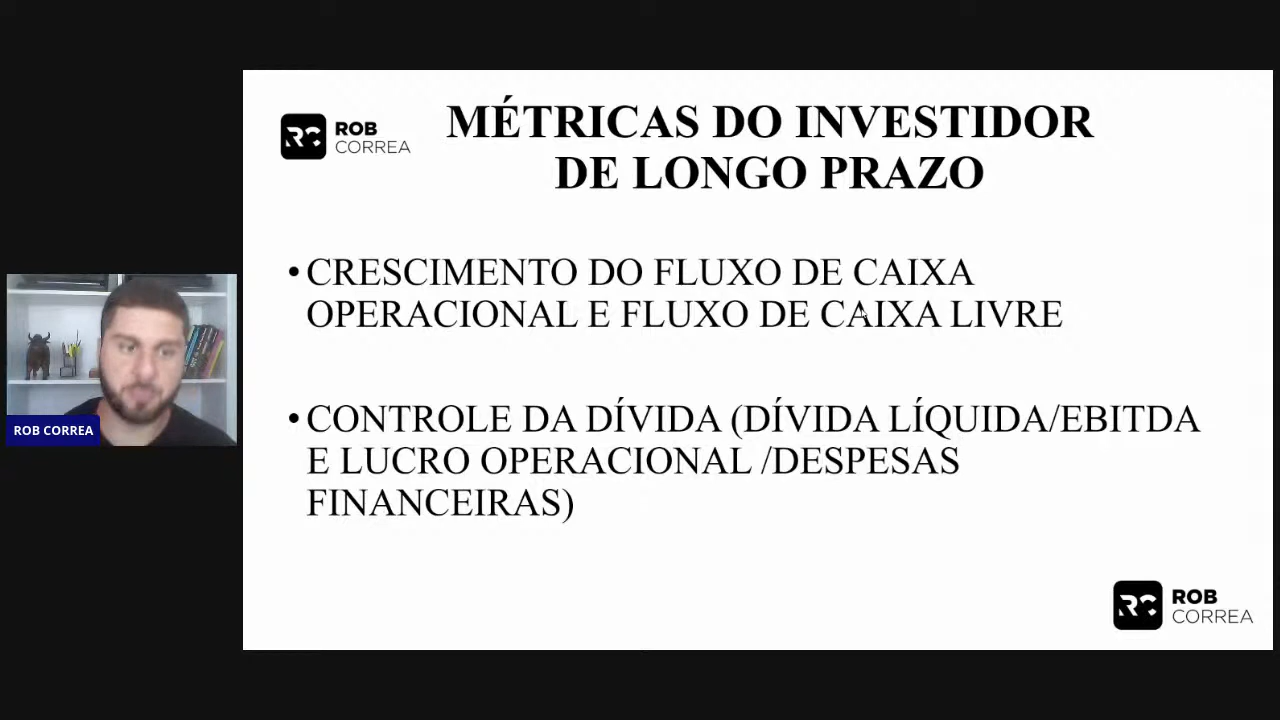 ROB
CORREA
MÉTRICAS DO INVESTIDOR
DE LONGO PRAZO
•CRESCIMENTO DO FLUXO DE CAIXA
OPERACIONAL E FLUXO DE CAIXA LIVRE
•CONTROLE DA DÍVIDA (DÍVIDA LÍQUIDA/EBITDA
E LUCRO OPERACIONAL /DESPESAS
FINANCEIRAS)
ROB CORREA
ROB
CORREA